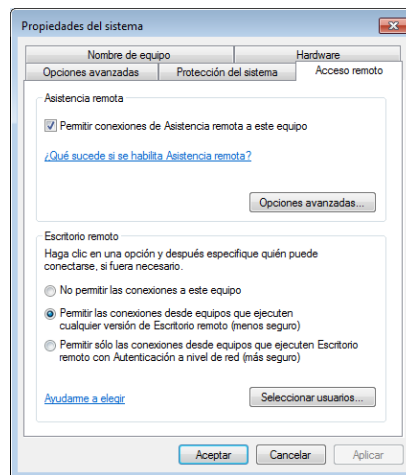 Propiedades del sistema
Nombre de equipo
Hardware
Opciones avanzadas
Protección del sistema
Acceso remoto
Asistencia remota
Permitir conexiones de Asistencia remota a este equipo
¿Qué sucede si se habilita Asistencia remota?
Opciones avanzadas...
Escritorio remoto
Haga clic en una opción y después especifique quién puede
conectarse, si fuera necesario.
No permitir las conexiones a este equipo
Permitir las conexiones desde equipos que ejecuten
cualquier versión de Escritorio remoto (menos seguro)
Permitir sólo las conexiones desde equipos que ejecuten Escritorio
remoto con Autenticación a nivel de red (más seguro)
Ayudarme a elegir
Seleccionar usuarios...
Aceptar
Cancelar
Aplicar